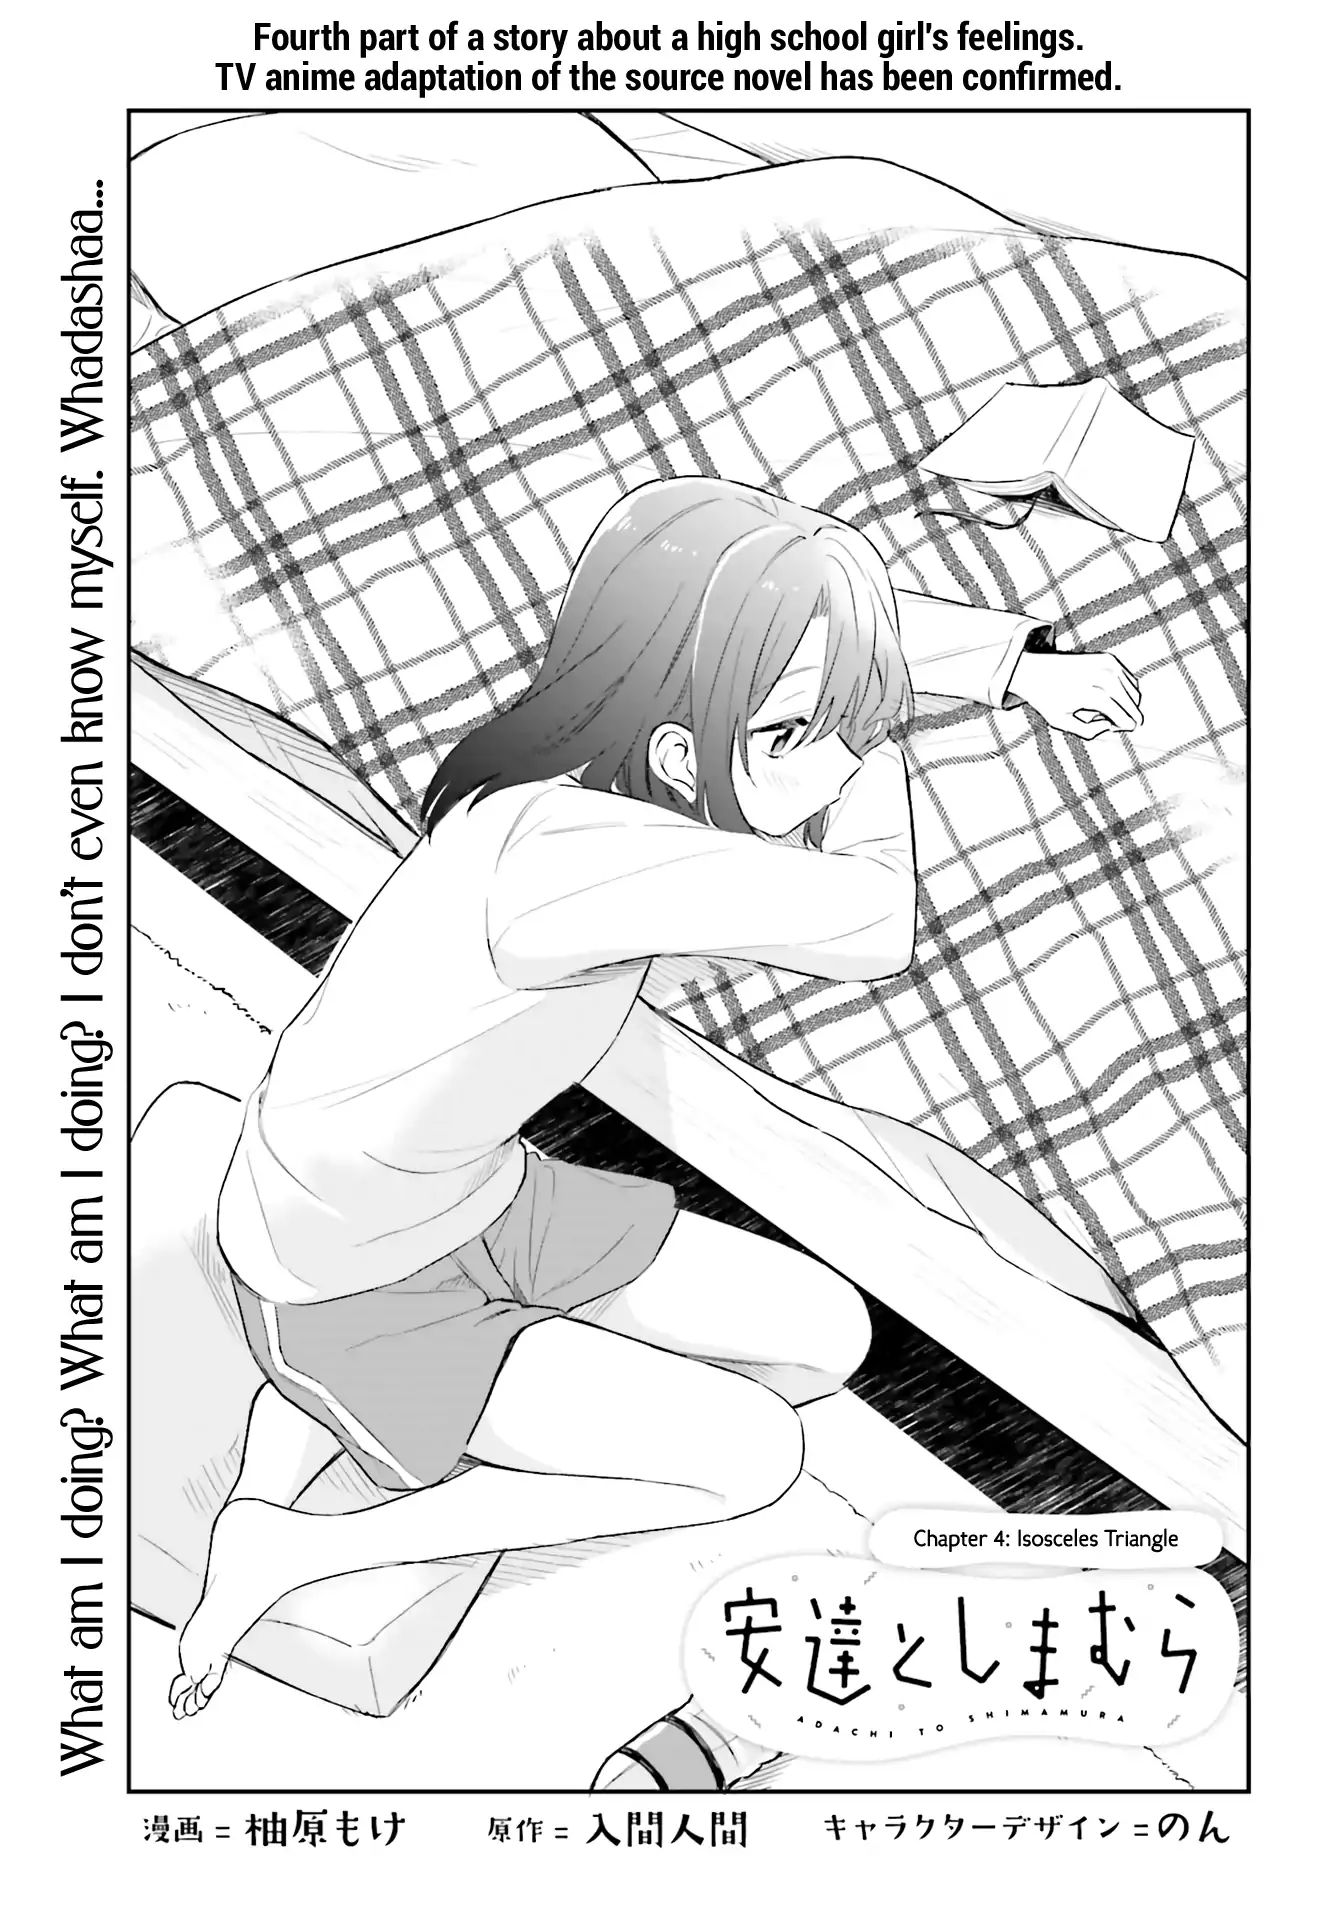 Fourth part of a story about a high school girl's feelings.
TV anime adaptation of the source novel has been confirmed.
What am I doing? What am I doing? I don't even know myself. Whadashaa...
Chapter 4: Isosceles Triangle
安達としまむら
ADACHI TO SHIMAMURA
漫画=柚原もけ 原作=入間人間 キャラクターデザイン=のん